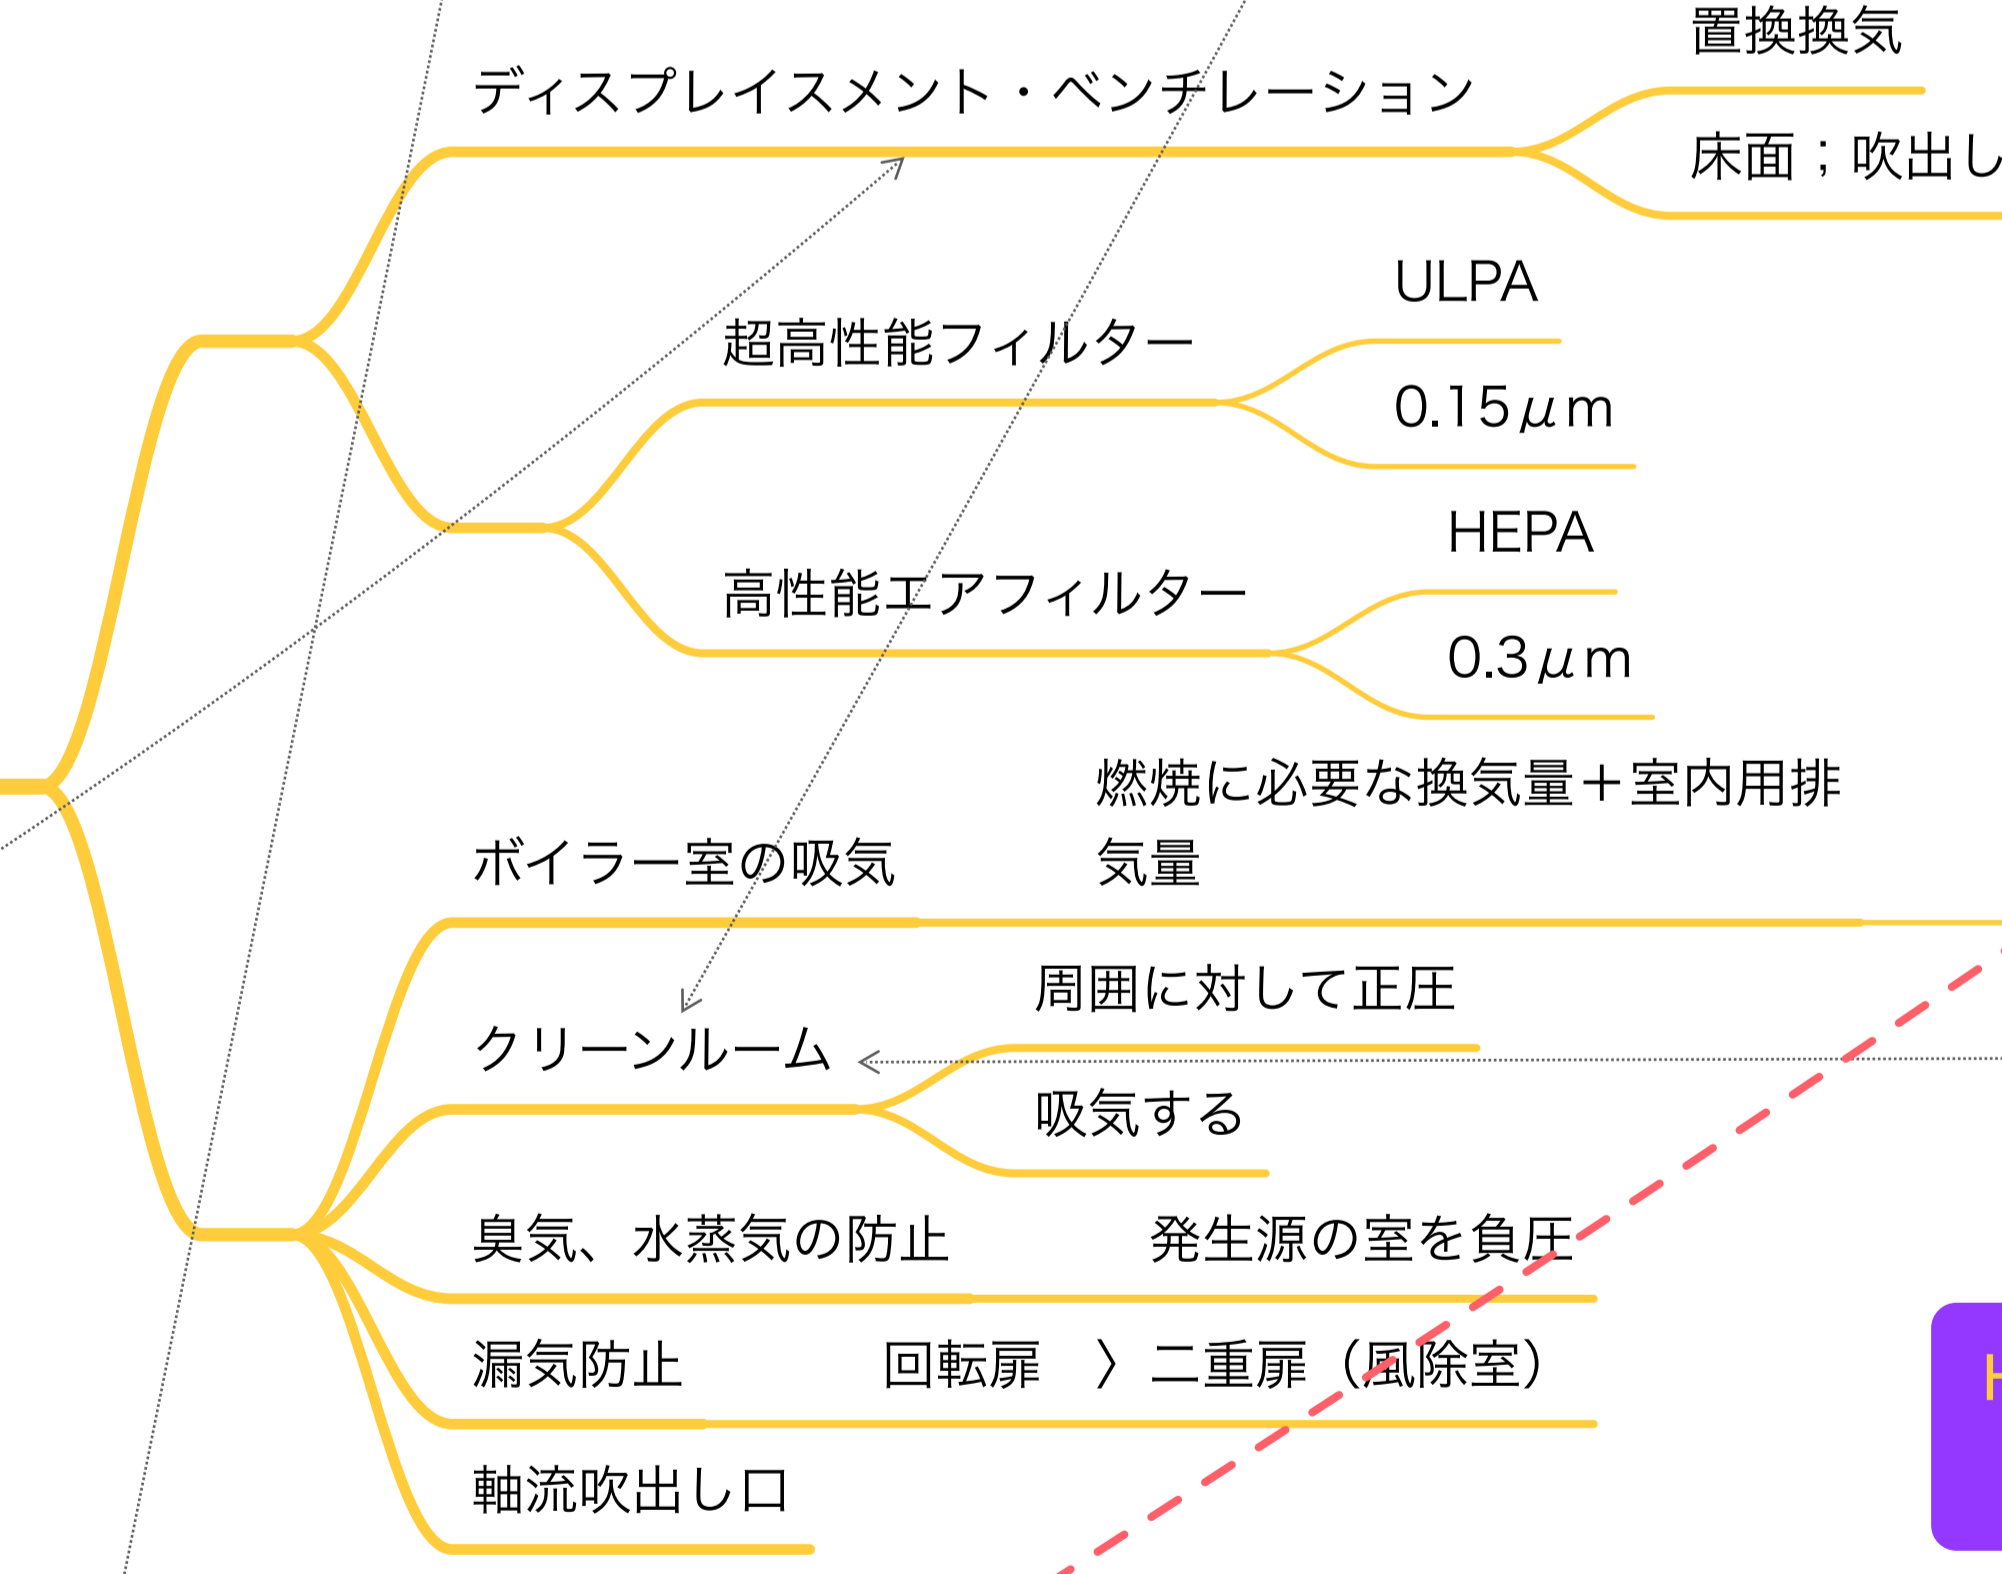 置換換気
ディスプレイスメント・ベンチレーション
床面；吹出し
ULPA
超高性能フィルター
0.15μm
HEPA
高性能エアフィルター
0.3μm
燃焼に必要な換気量＋室内用排
気量
ボイラー室の吸気
周囲に対して正圧
クリーンルーム
吸気する
臭気、水蒸気の防止
発生源の室を負圧
漏気防止
回転扉　〉二重扉（風除室）
軸流吹出し口